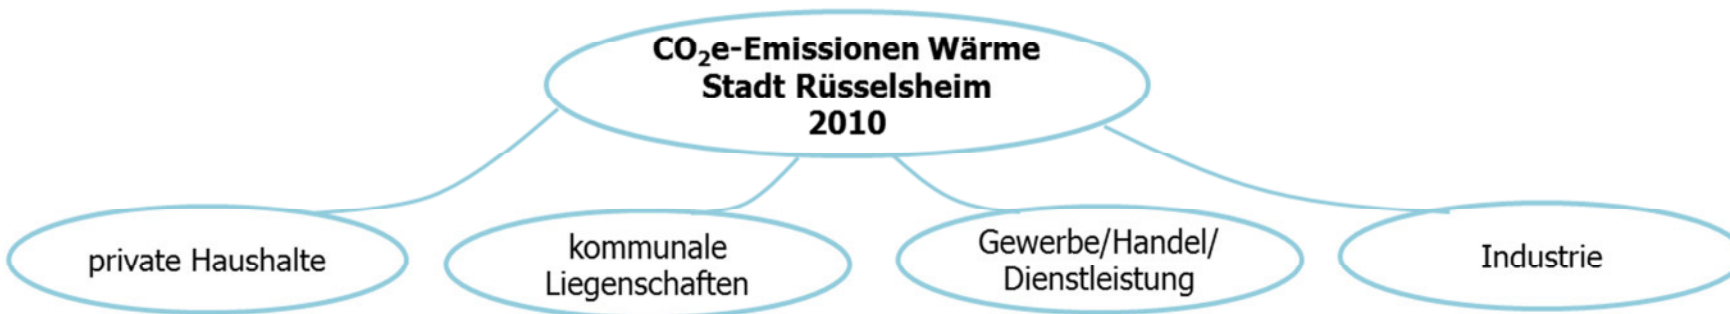 CO₂e-Emissionen Wärme
Stadt Rüsselsheim
2010
private Haushalte
kommunale
Liegenschaften
Gewerbe/Handel/
Dienstleistung
Industrie